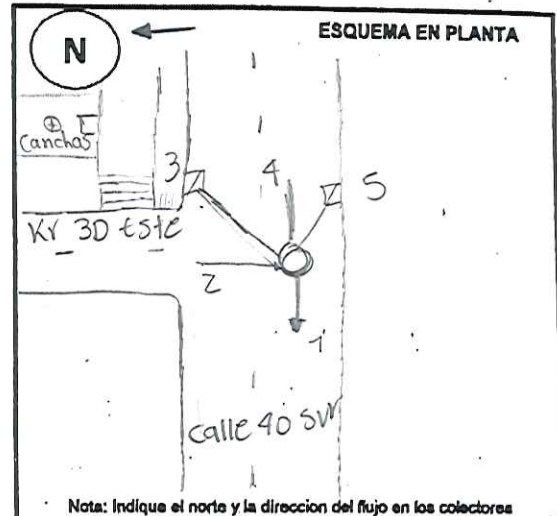 ESQUEMA EN PLANTA
N
Canchas
3
4
5
Kr 3D este
2
1
calle 40 sur
Nota: Indique el norte y la direccion del flujo en los colectores